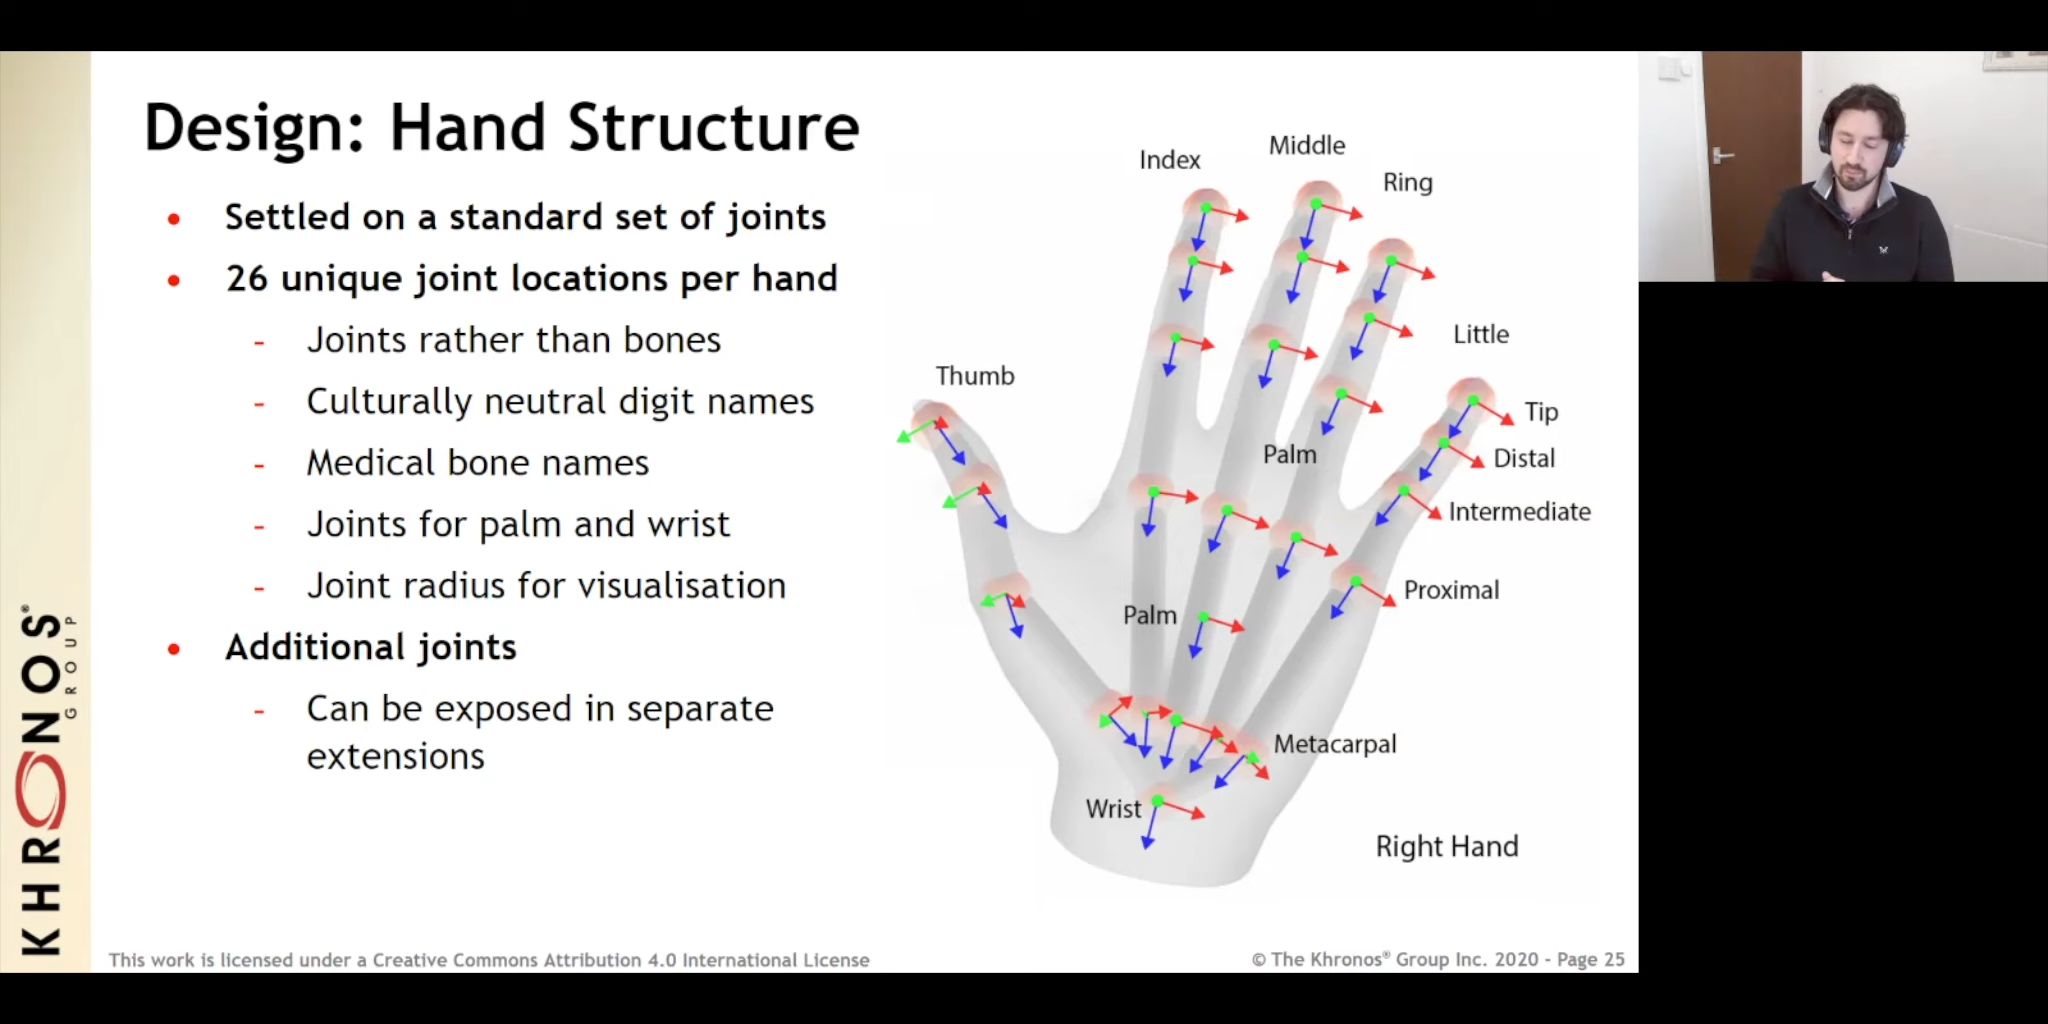 Design: Hand Structure
• Settled on a standard set of joints
• 26 unique joint locations per hand
- Joints rather than bones
- Culturally neutral digit names
- Medical bone names
- Joints for palm and wrist
- Joint radius for visualisation
• Additional joints
- Can be exposed in separate
extensions
Index
Middle
Ring
Little
Thumb
Tip
Distal
Palm
Intermediate
Proximal
Palm
Metacarpal
Wrist
Right Hand
KHRONOS®
GROUP
This work is licensed under a Creative Commons Attribution 4.0 International License
© The Khronos® Group Inc. 2020 - Page 25